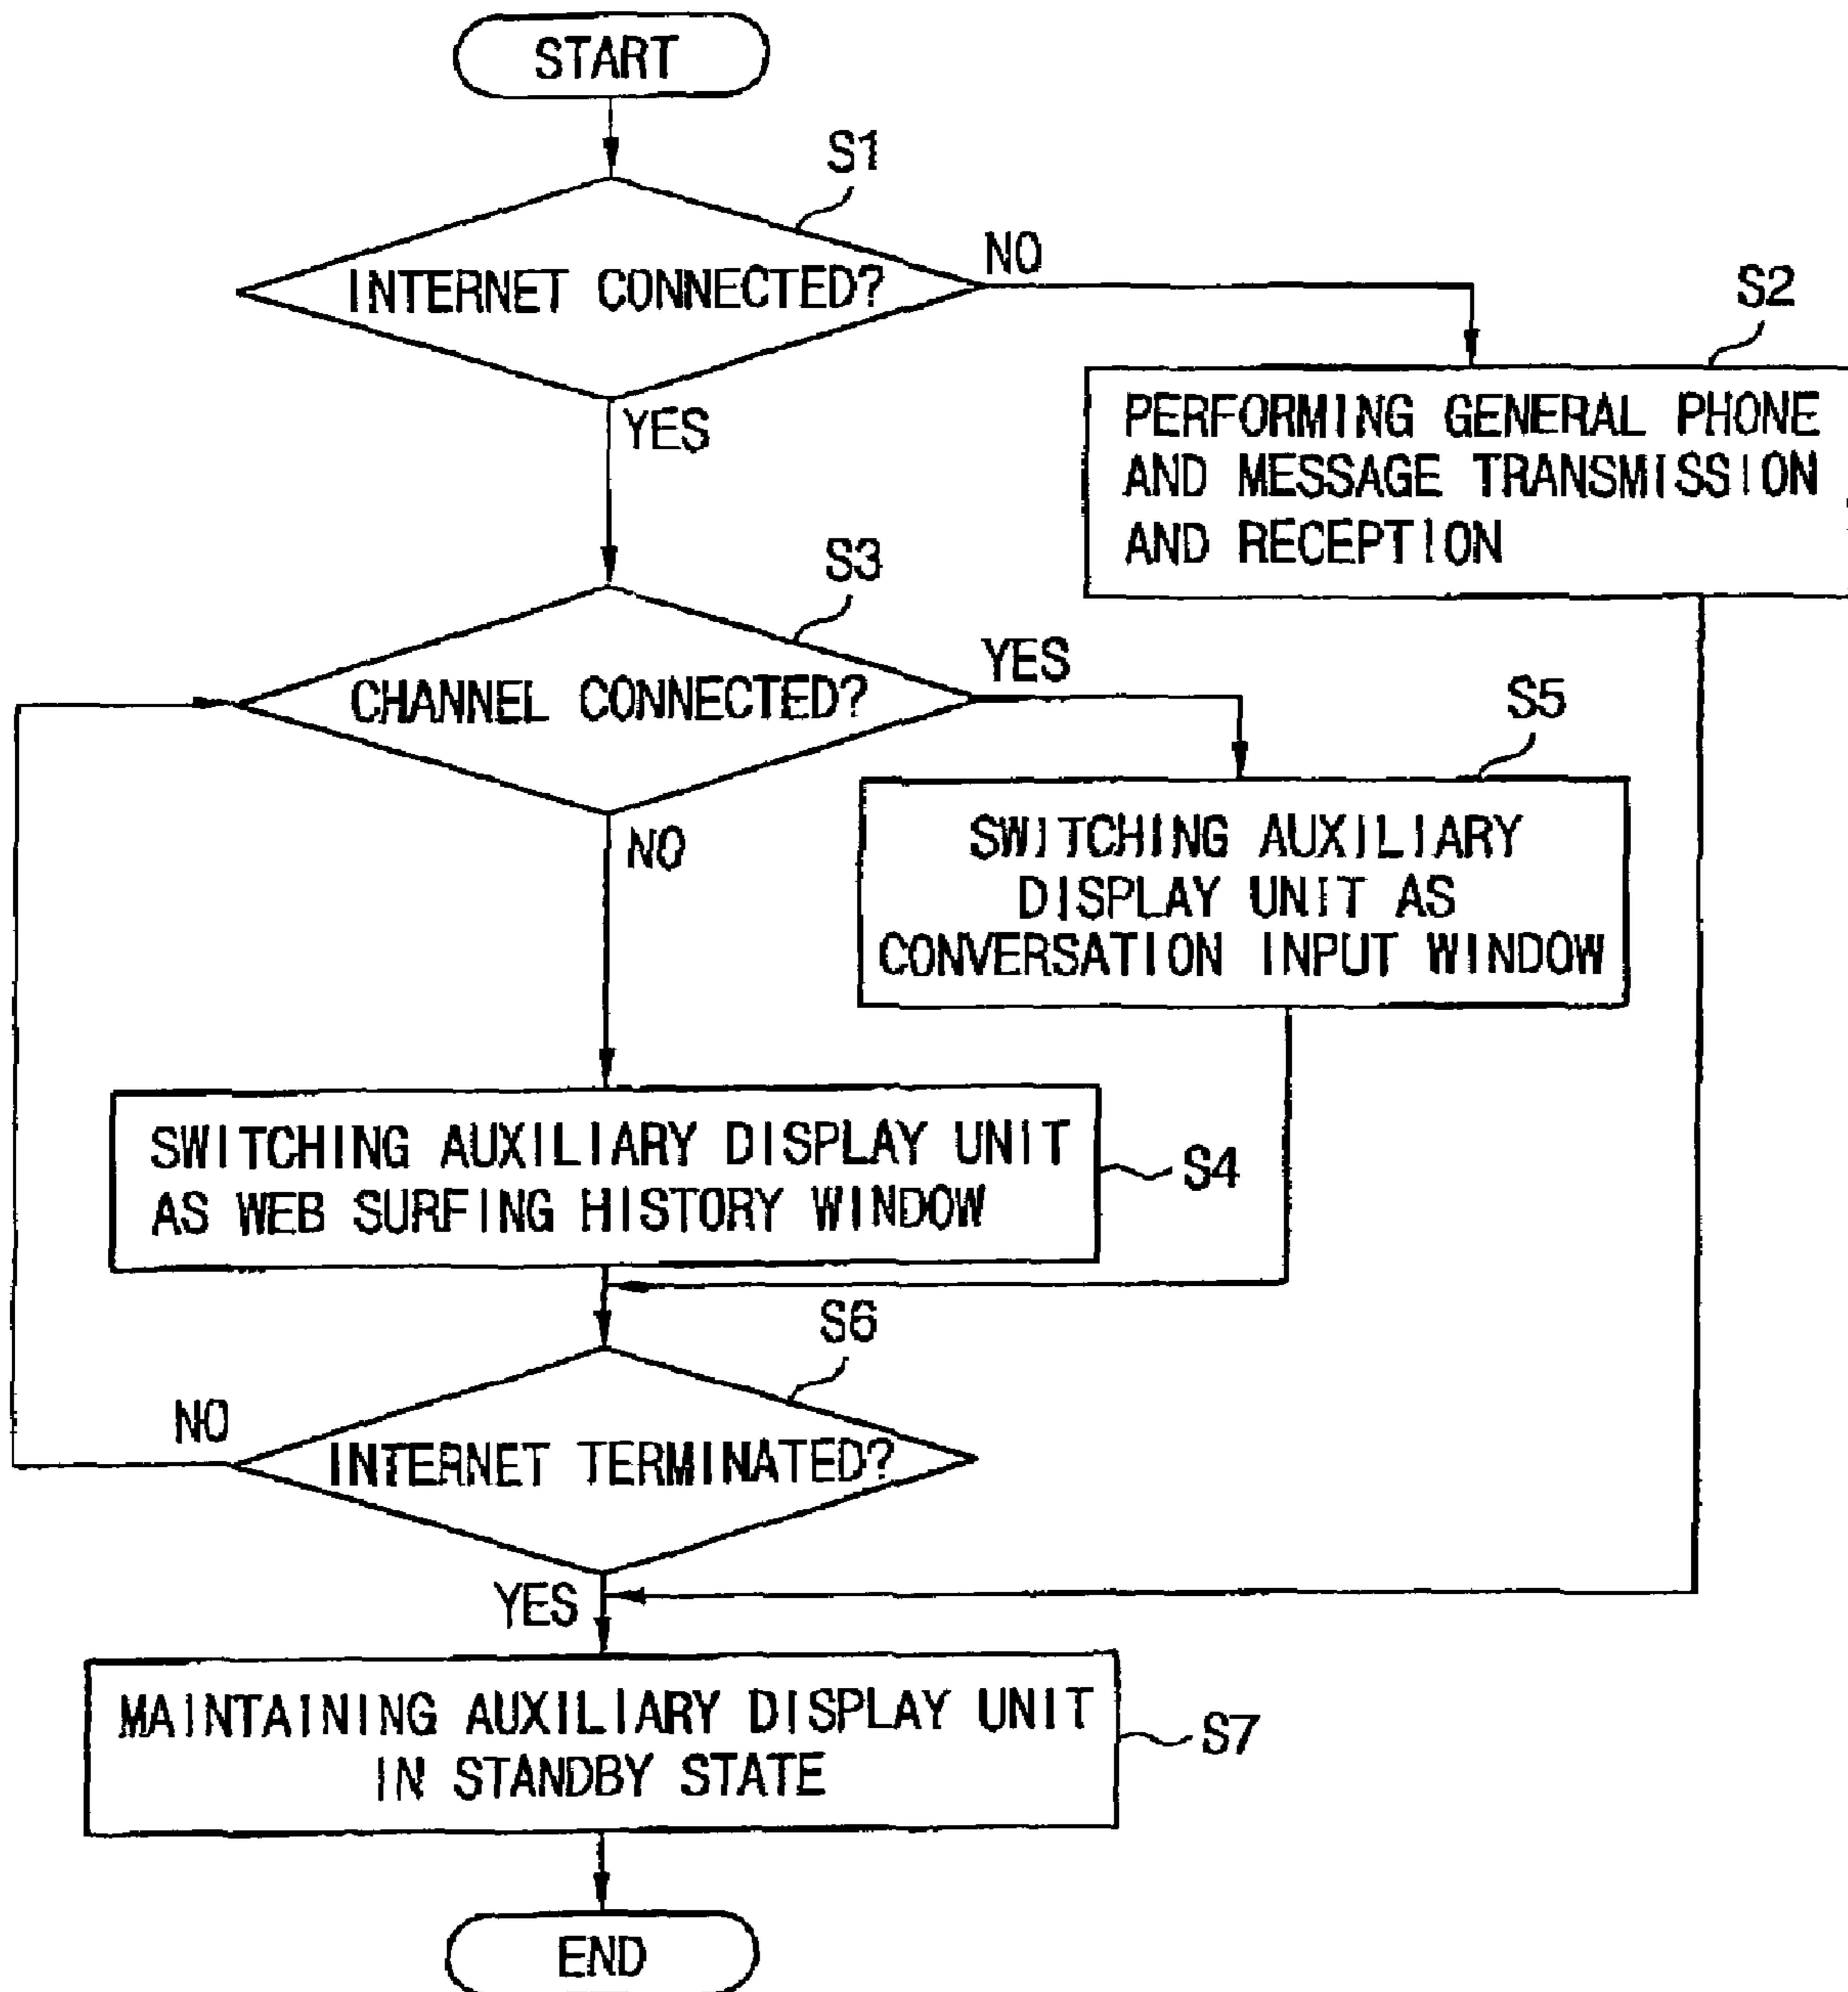 START
S1
INTERNET CONNECTED?
NO
S2
YES
PERFORMING GENERAL PHONE
AND MESSAGE TRANSMISSION
AND RECEPTION
S3
CHANNEL CONNECTED?
YES
S5
NO
SWITCHING AUXILIARY
DISPLAY UNIT AS
CONVERSATION INPUT WINDOW
SWITCHING AUXILIARY DISPLAY UNIT
AS WEB SURFING HISTORY WINDOW
S4
S6
NO
INTERNET TERMINATED?
YES
MAINTAINING AUXILIARY DISPLAY UNIT
IN STANDBY STATE
S7
END